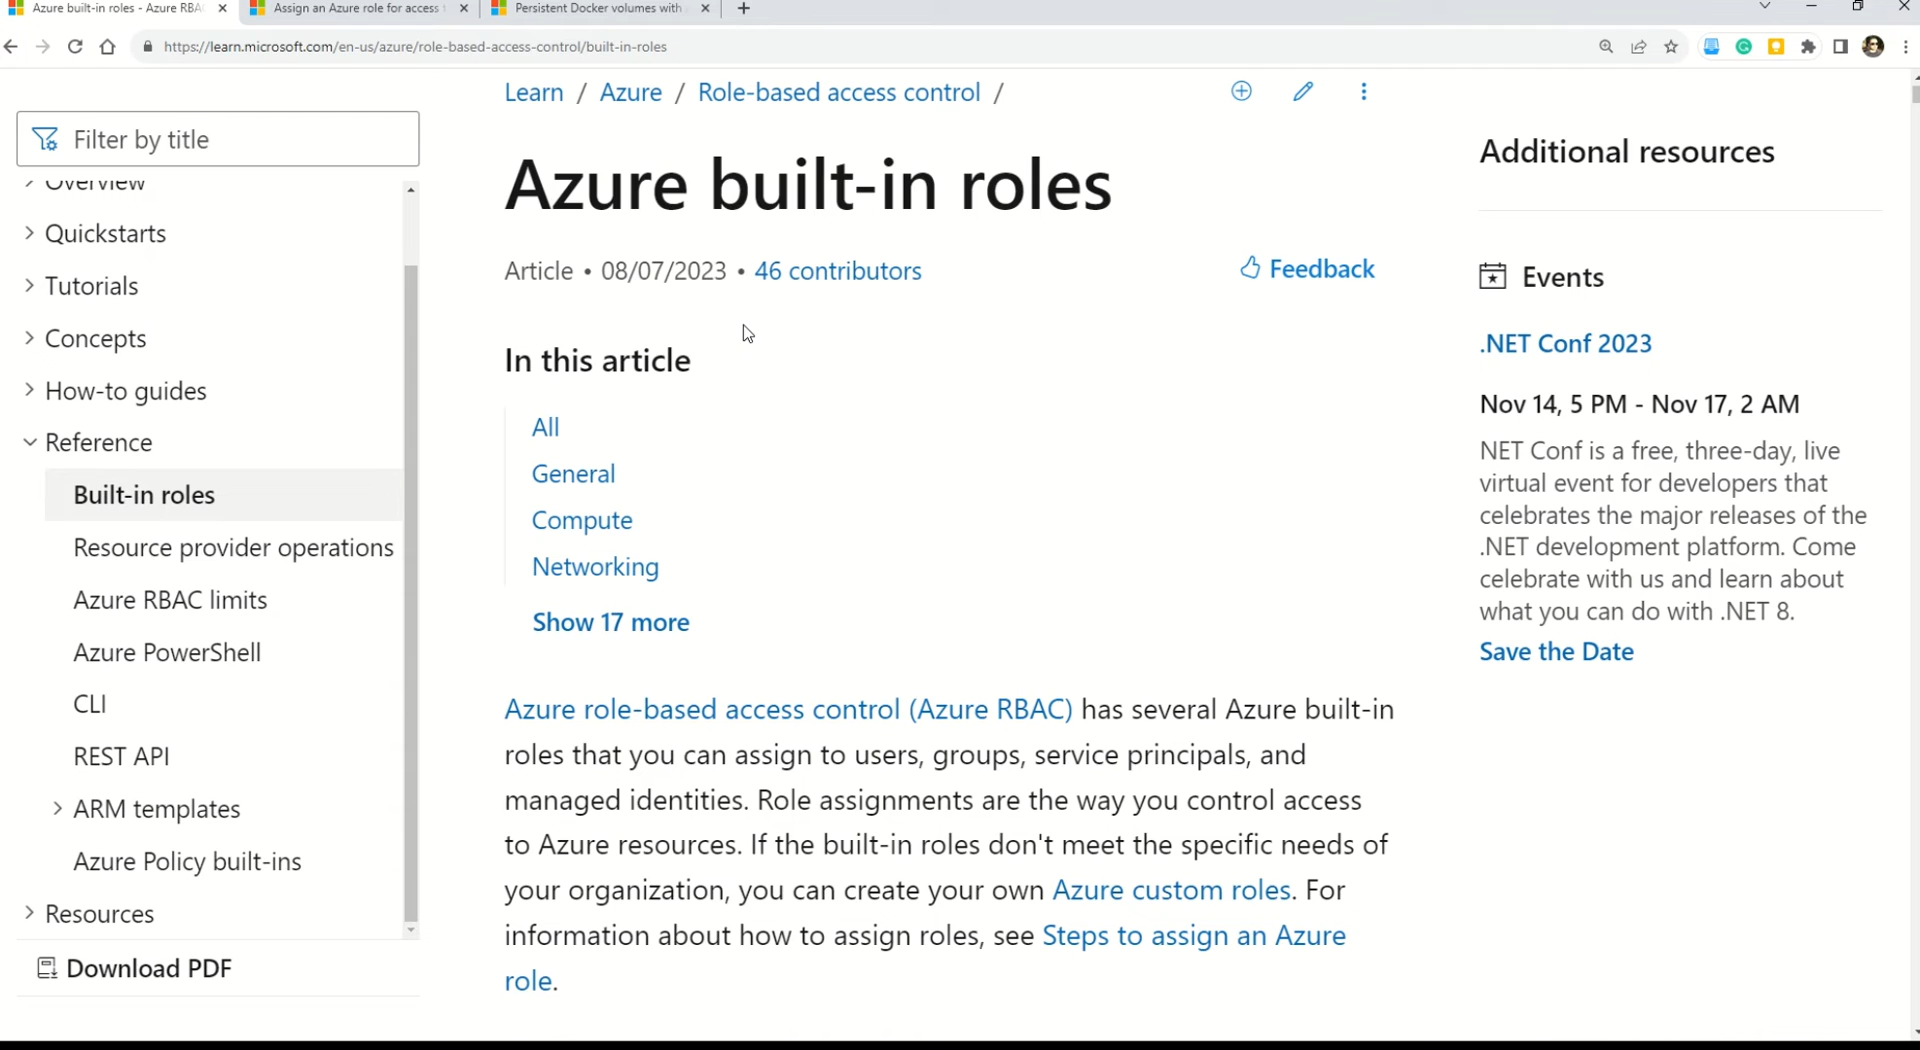 Azure built-in roles - Azure RBA
Assign an Azure role for access
Persistent Docker volumes with
https://learn.microsoft.com/en-us/azure/role-based-access-control/built-in-roles
Learn / Azure / Role-based access control /
Filter by title
Overview
Quickstarts
Tutorials
Concepts
How-to guides
Reference
Built-in roles
Resource provider operations
Azure RBAC limits
Azure PowerShell
CLI
REST API
ARM templates
Azure Policy built-ins
Resources
Download PDF
Azure built-in roles
Article • 08/07/2023 • 46 contributors
Feedback
In this article
All
General
Compute
Networking
Show 17 more
Azure role-based access control (Azure RBAC) has several Azure built-in
roles that you can assign to users, groups, service principals, and
managed identities. Role assignments are the way you control access
to Azure resources. If the built-in roles don't meet the specific needs of
your organization, you can create your own Azure custom roles. For
information about how to assign roles, see Steps to assign an Azure
role.
Additional resources
Events
.NET Conf 2023
Nov 14, 5 PM - Nov 17, 2 AM
NET Conf is a free, three-day, live
virtual event for developers that
celebrates the major releases of the
.NET development platform. Come
celebrate with us and learn about
what you can do with .NET 8.
Save the Date